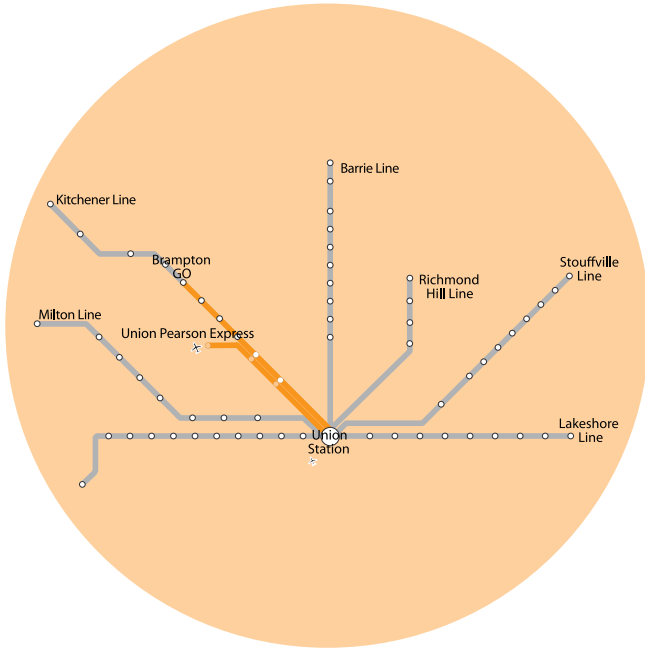 Barrie Line
Kitchener Line
Brampton
GO
Stouffville
Line
Richmond
Hill Line
Milton Line
Union Pearson Express
Lakeshore
Line
Union
Station